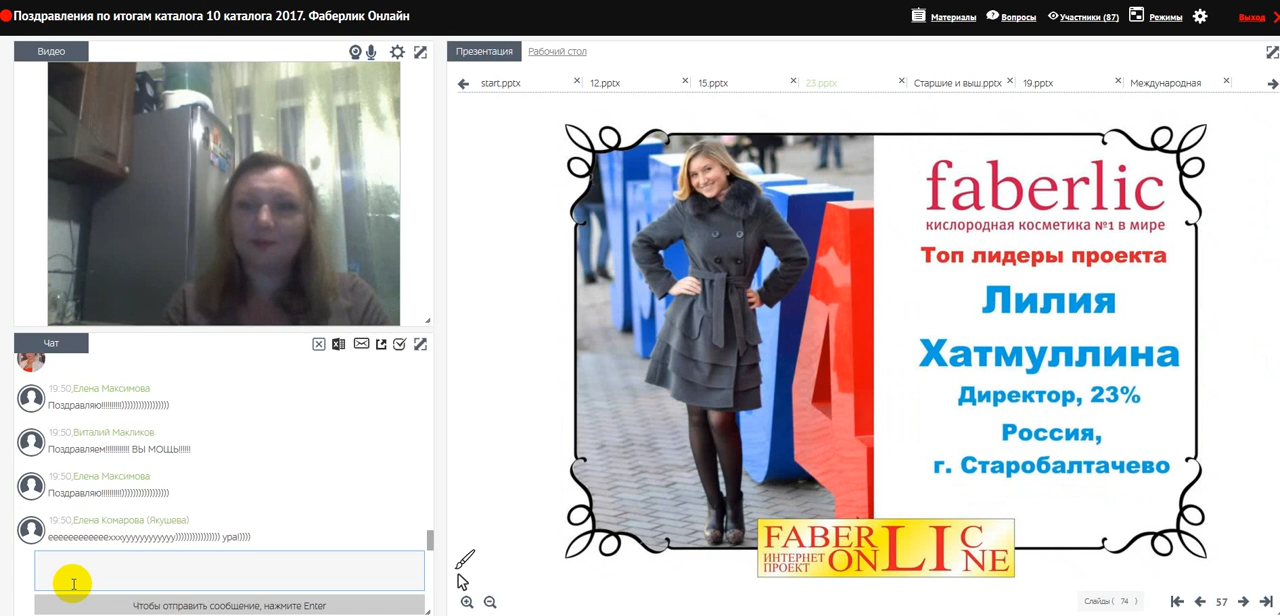 Поздравления по итогам каталога 10 каталога 2017. Фаберлик Онлайн
Материалы
Вопросы
Участники (87)
Режимы
Выход
Видео
Презентация
Рабочий стол
start.pptx
12.pptx
15.pptx
23.pptx
Старшие и выш.pptx
19.pptx
Международная
faberlic
кислородная косметика №1 в мире
Топ лидеры проекта
Лилия
Хатмуллина
Директор, 23%
Россия,
г. Старобалтачево
FABERLIC
ИНТЕРНЕТ
ПРОЕКТ
ONLINE
Чат
19:50,Елена Максимова
Поздравляю!!!!!!!!!!))))))))))))))))))
19:50,Виталий Макликов
Поздравляем!!!!!!!!!!!! ВЫ МОЩЬ!!!!!!
19:50,Елена Максимова
Поздравляю!!!!!!!!!!))))))))))))))))))
19:50,Елена Комарова (Якушева)
еееееееееееехххууууууууууу))))))))))))))))) ура!))))
Чтобы отправить сообщение, нажмите Enter
Слайды ( 74 )
57